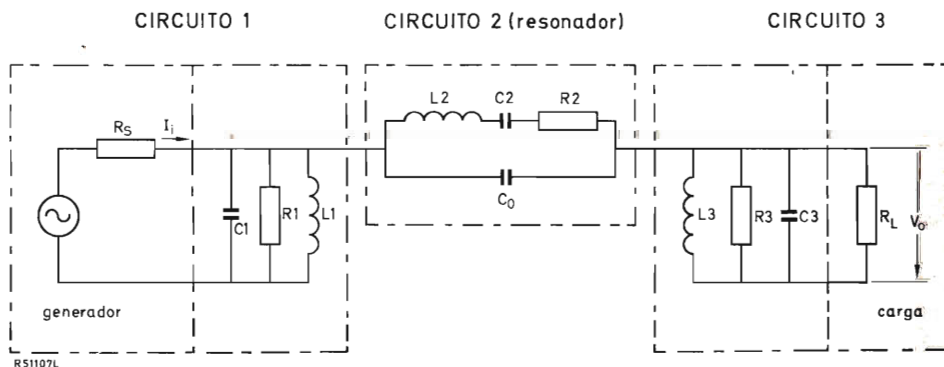 CIRCUITO 1
CIRCUITO 2 (resonador)
CIRCUITO 3
RS
Ii
C1
R1
L1
generador
L2
C2
R2
C0
L3
R3
C3
RL
Vo
carga
RS1107L